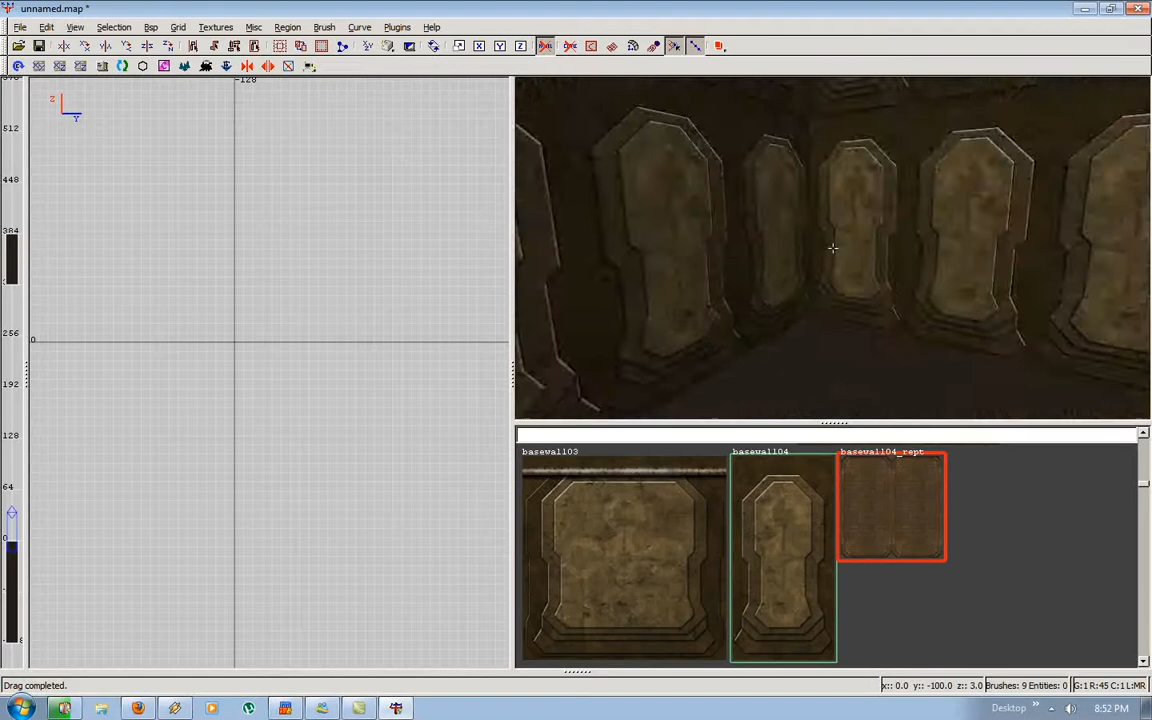 unnamed.map *
File Edit View Selection Bsp Grid Textures Misc Region Brush Curve Plugins Help
-128
Z
Y
512
448
384
256
192
128
64
0
0
X Y Z
basewall03 basewall04 basewall04_rept
Drag completed. x:: 0.0 y:: -100.0 z:: 3.0 Brushes: 9 Entities: 0 G:1 R:45 C:1 L:MR
Desktop 8:52 PM